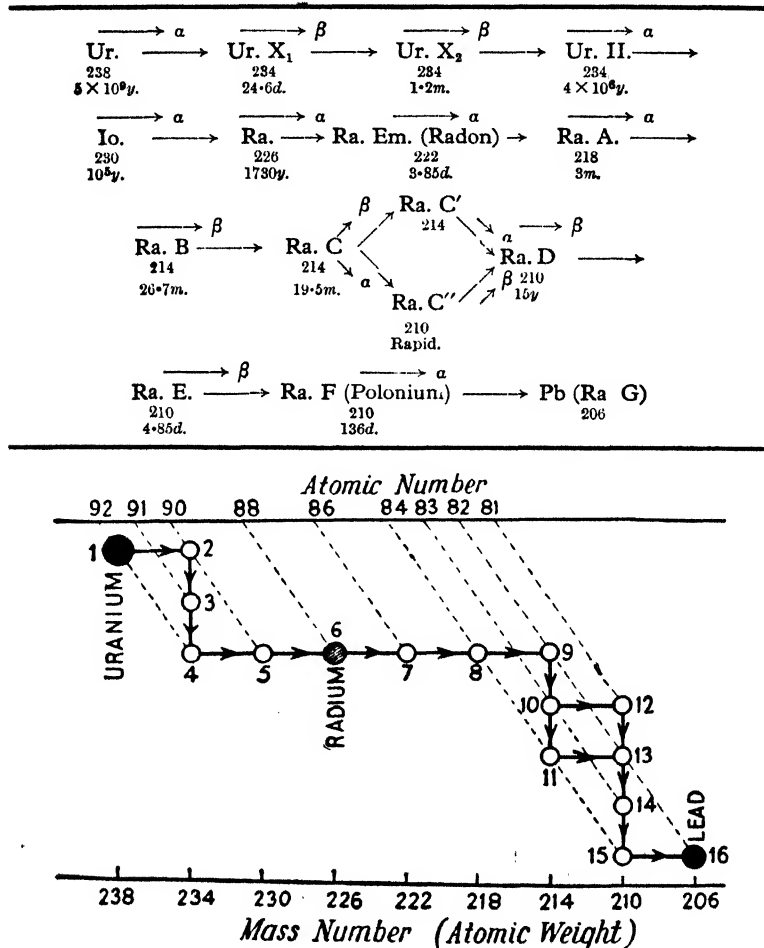 α β β α
Ur. Ur. X₁ Ur. X₂ Ur. II.
238 234 234 234
5 × 10⁹y. 24·6d. 1·2m. 4 × 10⁶y.
α α α α
Io. Ra. Ra. Em. (Radon) Ra. A.
230 226 222 218
10⁵y. 1730y. 3·85d. 3m.
β Ra. C'
β 214 α β
Ra. B Ra. C Ra. D
214 214 α β 210
26·7m. 19·5m. Ra. C'' 15y
210
Rapid.
β α
Ra. E. Ra. F (Polonium) Pb (Ra G)
210 210 206
4·85d. 136d.
Atomic Number
92 91 90 88 86 84 83 82 81
1 2
3
URANIUM
4 5 6 7 8 9
RADIUM
10 12
11 13
14
LEAD
15 16
238 234 230 226 222 218 214 210 206
Mass Number (Atomic Weight)